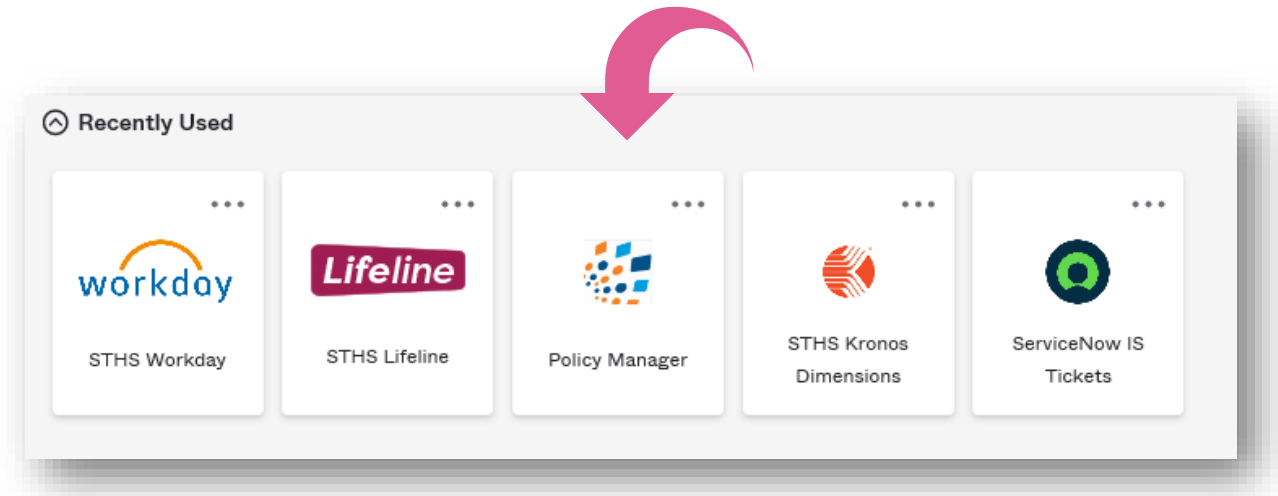 Recently Used
workday
Lifeline
STHS Workday
STHS Lifeline
Policy Manager
STHS Kronos
Dimensions
ServiceNow IS
Tickets